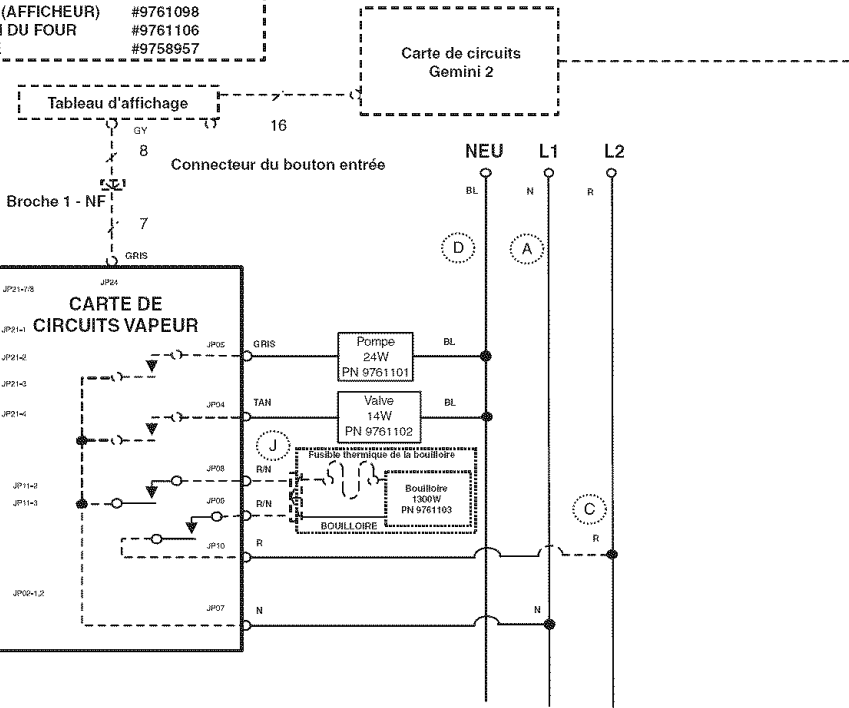 (AFFICHEUR) #9761098
DU FOUR #9761106
#9758957
Carte de circuits
Gemini 2
Tableau d'affichage
16
GY
8
Connecteur du bouton entrée
NEU L1 L2
BL N R
Broche 1 - NF
7
D A
GRIS
JP24
JP21-7/8
CARTE DE
CIRCUITS VAPEUR
JP21-1
JP05 GRIS
Pompe
24W
PN 9761101
BL
JP21-2
JP21-3
JP04 TAN
Valve
14W
PN 9761102
BL
JP21-4
J
Fusible thermique de la bouilloire
JP08 R/N
JP11-2
JP11-3
R/N
Bouilloire
1300W
PN 9761103
BOUILLOIRE
C
JP10 R
R
JP02-1,2
JP07 N
N